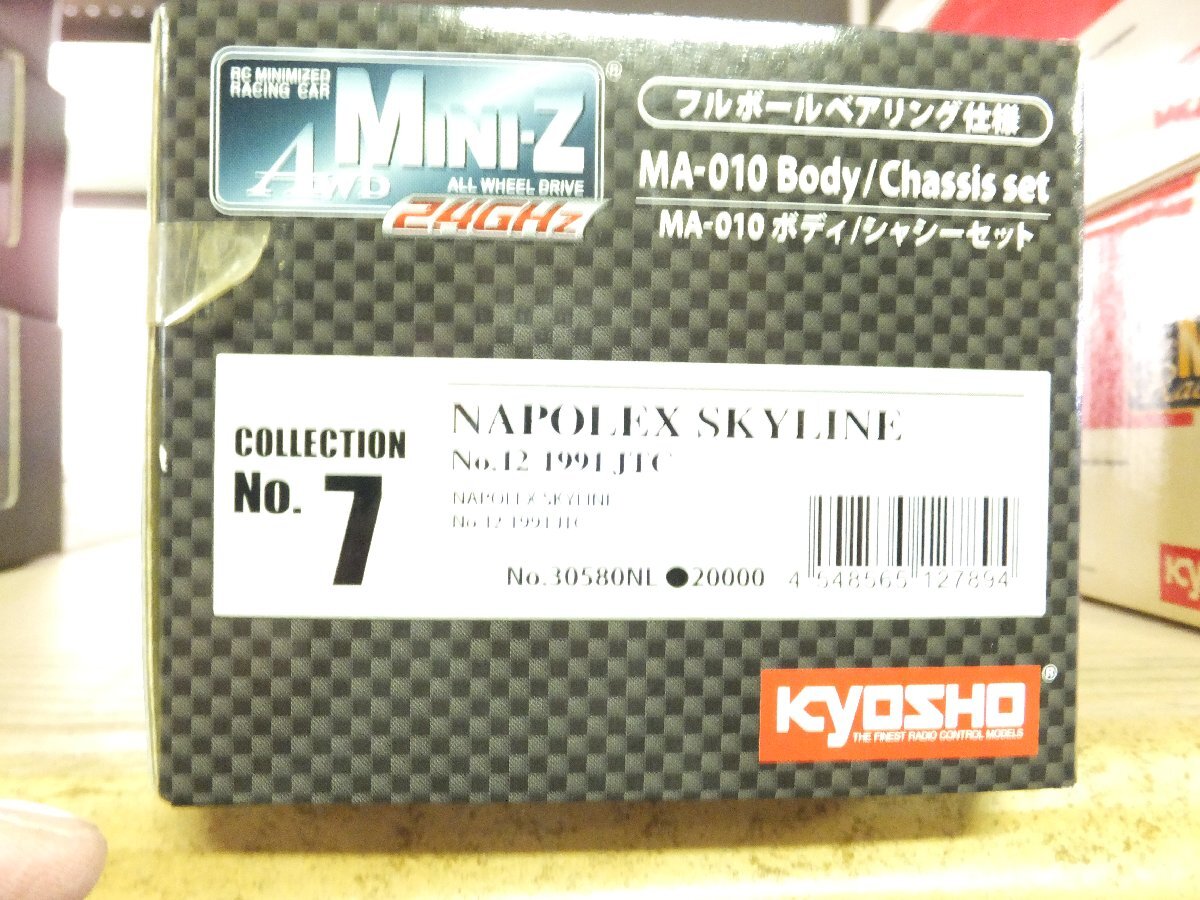 RC MINIMIZED
RACING CAR
MINI-Z
AWD
ALL WHEEL DRIVE
2.4GHz
®
フルボールベアリング仕様
MA-010 Body/Chassis set
MA-010 ボディ/シャシーセット
COLLECTION
No. 7
NAPOLEX SKYLINE
No.12 1991 JTC
NAPOLEX SKYLINE
No.12 1991 JTC
No.30580NL ●20000
4 548565 127894
KYOSHO ®
THE FINEST RADIO CONTROL MODELS